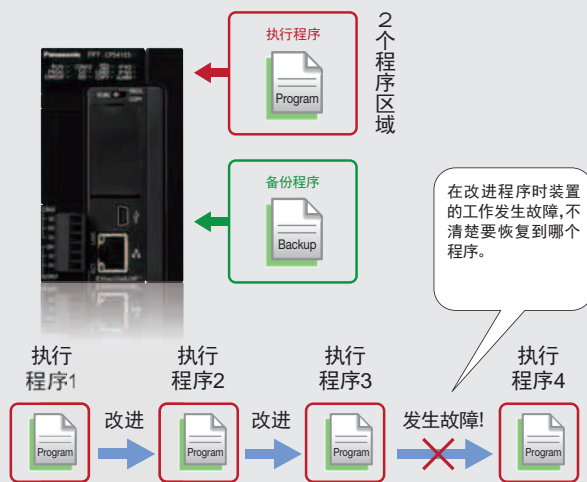 Panasonic FP7 CPS41ES
执行程序
Program
2个程序区域
备份程序
Backup
在改进程序时装置
的工作发生故障,不
清楚要恢复到哪个
程序。
执行
程序1
执行
程序2
执行
程序3
执行
程序4
改进
改进
发生故障!
Program
Program
Program
Program